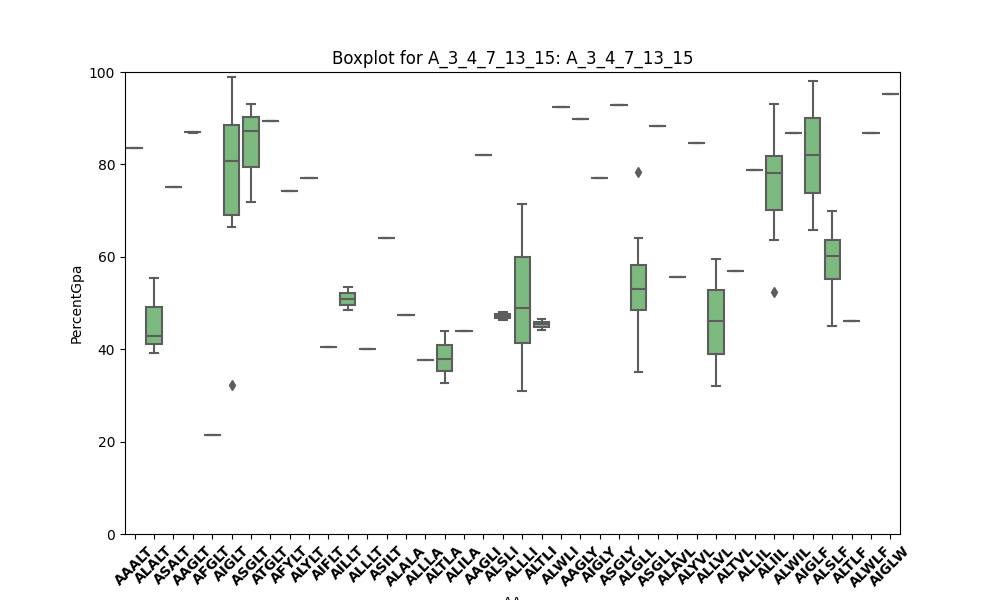 Boxplot for A_3_4_7_13_15: A_3_4_7_13_15
PercentGpa
100
80
60
40
20
0
AAALT
ALALT
ASALT
AAGLT
AFGLT
AIGLT
ASGLT
ATGLT
AFYLT
ALYLT
AIFLT
AILLT
ALLLT
ASILT
ALALA
ALLLA
ALTLA
ALILA
AAGLI
ALSLI
ALLLI
ALTLI
ALWLI
AAGLY
AIGLY
ASGLY
ALGLL
ASGLL
ALAVL
ALYVL
ALLVL
ALTVL
ALLIL
ALIIL
ALWIL
AIGLF
ALSLF
ALTLF
ALWLF
AIGLW